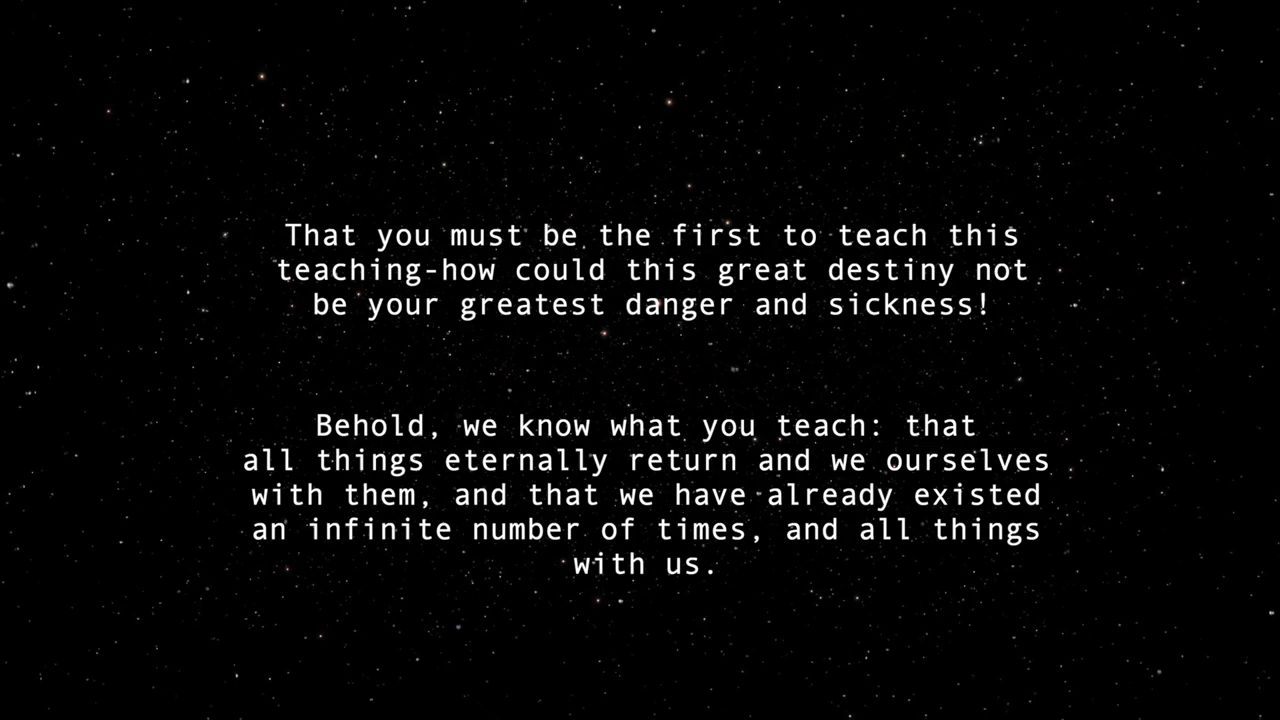 That you must be the first to teach this
teaching-how could this great destiny not
be your greatest danger and sickness!
Behold, we know what you teach: that
all things eternally return and we ourselves
with them, and that we have already existed
an infinite number of times, and all things
with us.